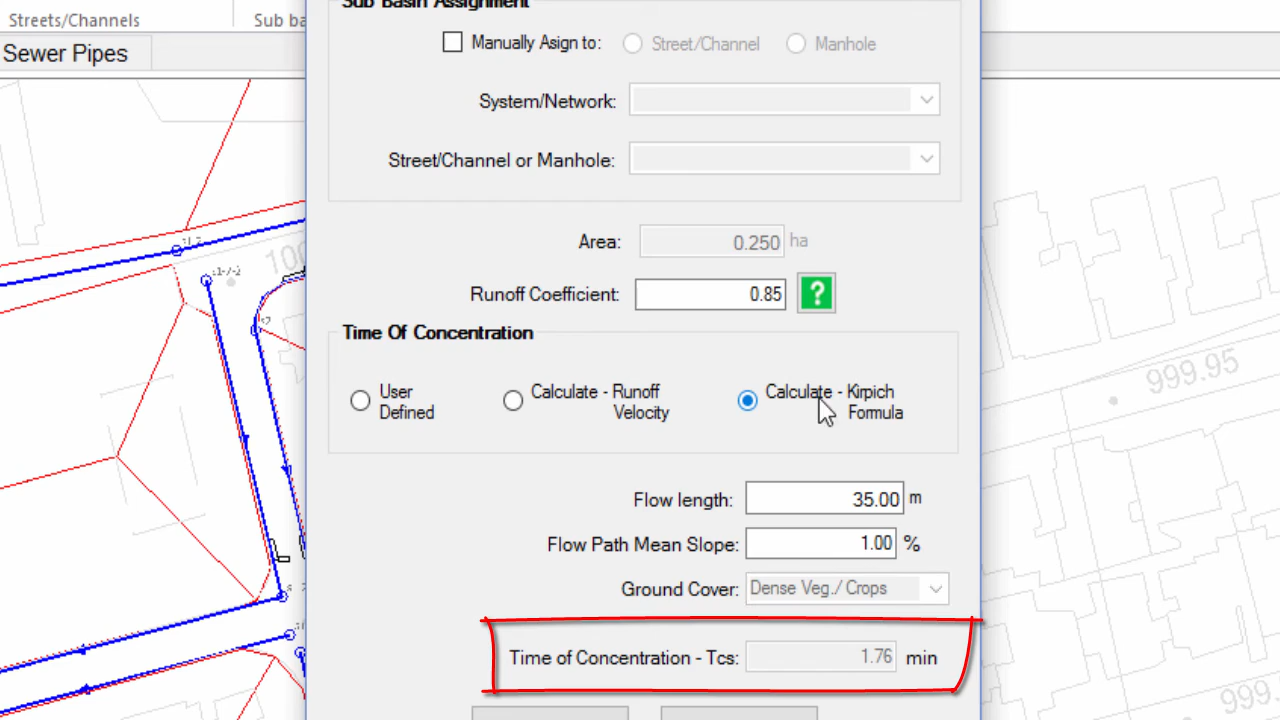 Streets/Channels
Sub ba
Sewer Pipes
Sub Basin Assignment
Manually Asign to:
Street/Channel
Manhole
System/Network:
Street/Channel or Manhole:
Area:
0.250
ha
Runoff Coefficient:
0.85
?
Time Of Concentration
User
Defined
Calculate - Runoff
Velocity
Calculate - Kirpich
Formula
Flow length:
35.00
m
Flow Path Mean Slope:
1.00
%
Ground Cover:
Dense Veg./ Crops
Time of Concentration - Tcs:
1.76
min
100
999.95
999.